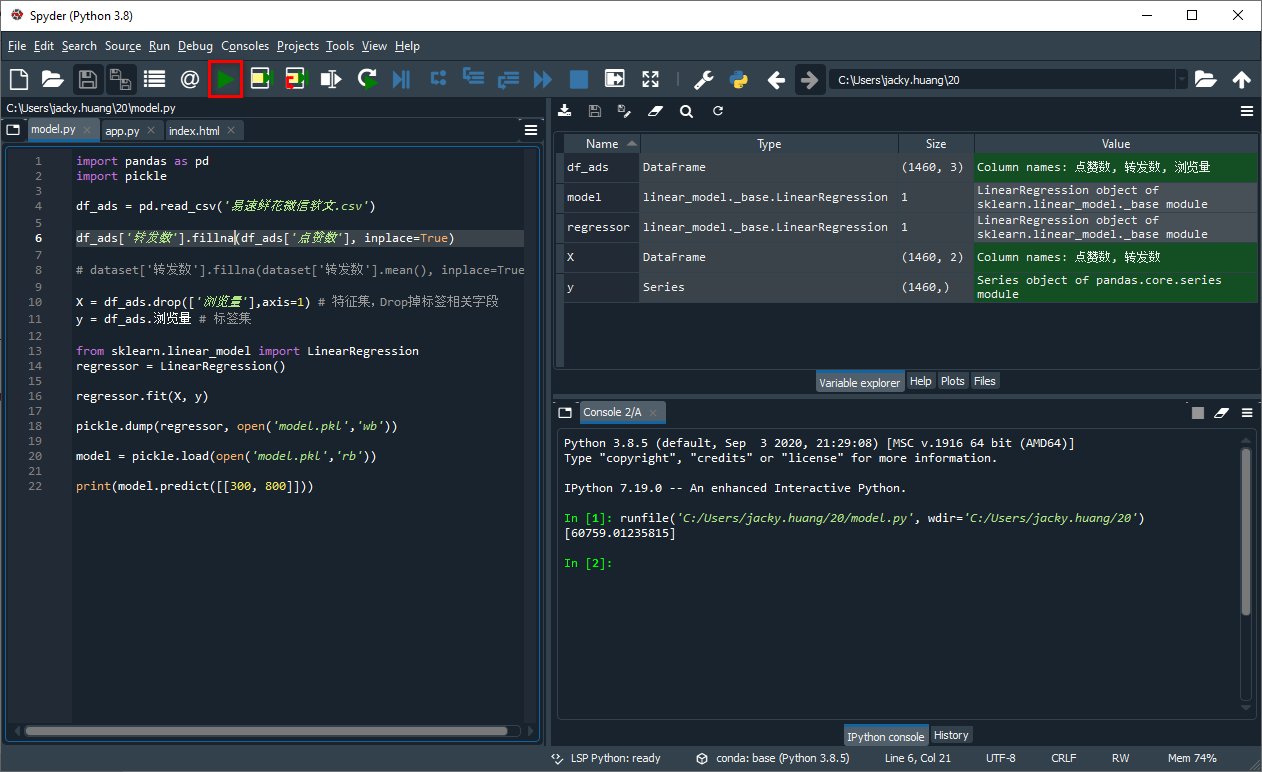 Spyder (Python 3.8)
File Edit Search Source Run Debug Consoles Projects Tools View Help
C:\Users\jacky.huang\20
C:\Users\jacky.huang\20\model.py
model.py app.py index.html
1 import pandas as pd
2 import pickle
3
4 df_ads = pd.read_csv('易速鲜花微信软文.csv')
5
6 df_ads['转发数'].fillna(df_ads['点赞数'], inplace=True)
7
8 # dataset['转发数'].fillna(dataset['转发数'].mean(), inplace=True
9
10 X = df_ads.drop(['浏览量'],axis=1) # 特征集，Drop掉标签相关字段
11 y = df_ads.浏览量 # 标签集
12
13 from sklearn.linear_model import LinearRegression
14 regressor = LinearRegression()
15
16 regressor.fit(X, y)
17
18 pickle.dump(regressor, open('model.pkl','wb'))
19
20 model = pickle.load(open('model.pkl','rb'))
21
22 print(model.predict([[300, 800]]))
Name Type Size Value
df_ads DataFrame (1460, 3) Column names: 点赞数, 转发数, 浏览量
model linear_model._base.LinearRegression 1 LinearRegression object of
sklearn.linear_model._base module
regressor linear_model._base.LinearRegression 1 LinearRegression object of
sklearn.linear_model._base module
X DataFrame (1460, 2) Column names: 点赞数, 转发数
y Series (1460,) Series object of pandas.core.series
module
Variable explorer Help Plots Files
Console 2/A
Python 3.8.5 (default, Sep  3 2020, 21:29:08) [MSC v.1916 64 bit (AMD64)]
Type "copyright", "credits" or "license" for more information.
IPython 7.19.0 -- An enhanced Interactive Python.
In [1]: runfile('C:/Users/jacky.huang/20/model.py', wdir='C:/Users/jacky.huang/20')
[60759.01235815]
In [2]:
IPython console History
LSP Python: ready conda: base (Python 3.8.5) Line 6, Col 21 UTF-8 CRLF RW Mem 74%